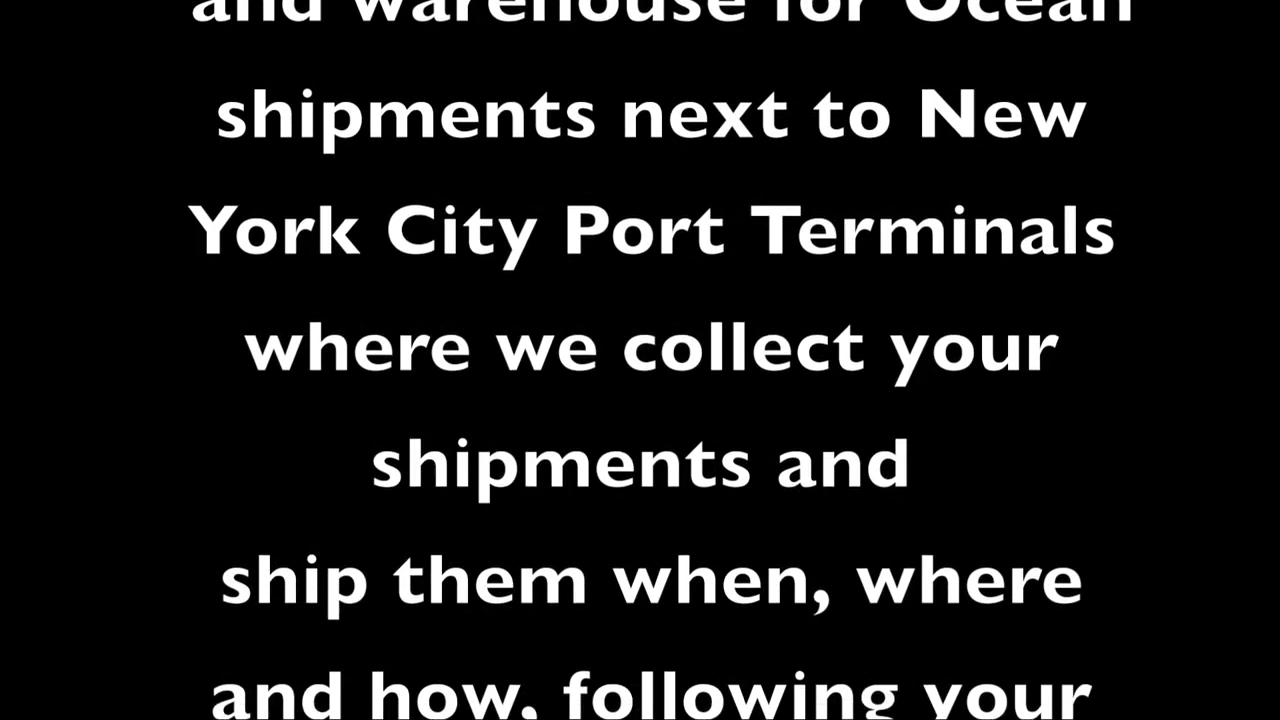 and warehouse for Ocean
shipments next to New
York City Port Terminals
where we collect your
shipments and
ship them when, where
and how, following your